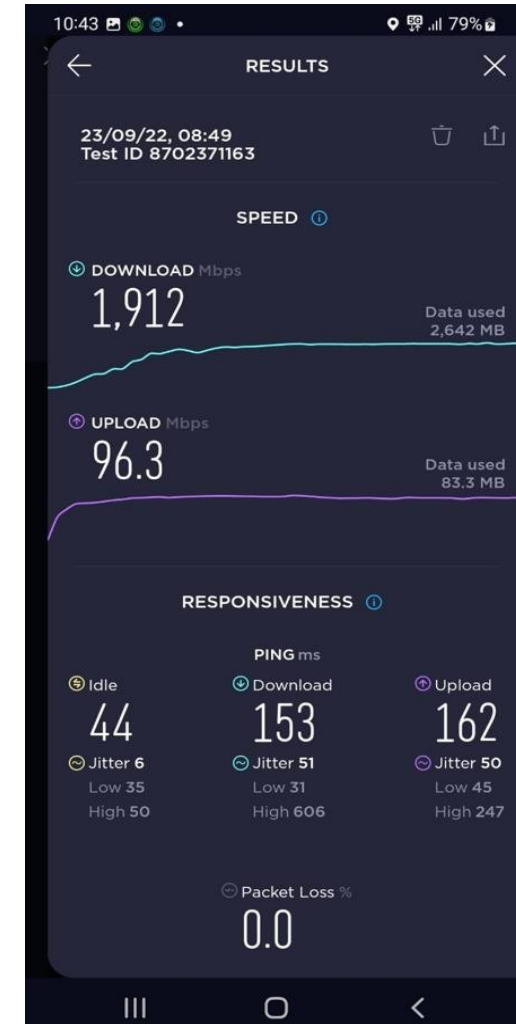 10:43
5G
79%
RESULTS
23/09/22, 08:49
Test ID 8702371163
SPEED
DOWNLOAD Mbps
1,912
Data used
2,642 MB
UPLOAD Mbps
96.3
Data used
83.3 MB
RESPONSIVENESS
PING ms
Idle Download Upload
44 153 162
Jitter 6 Jitter 51 Jitter 50
Low 35 Low 31 Low 45
High 50 High 606 High 247
Packet Loss %
0.0